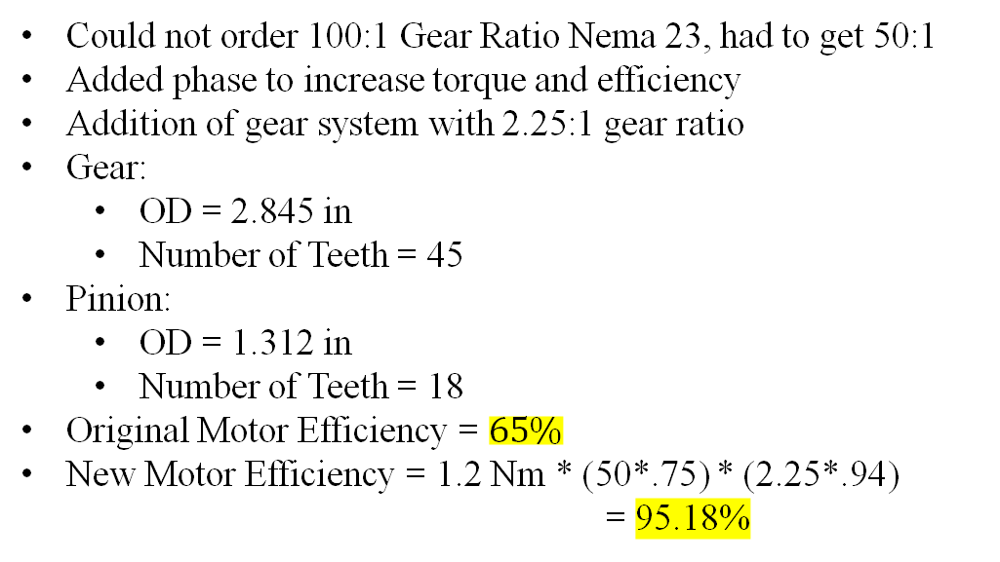 • Could not order 100:1 Gear Ratio Nema 23, had to get 50:1
• Added phase to increase torque and efficiency
• Addition of gear system with 2.25:1 gear ratio
• Gear:
• OD = 2.845 in
• Number of Teeth = 45
• Pinion:
• OD = 1.312 in
• Number of Teeth = 18
• Original Motor Efficiency = 65%
• New Motor Efficiency = 1.2 Nm * (50*.75) * (2.25*.94)
= 95.18%